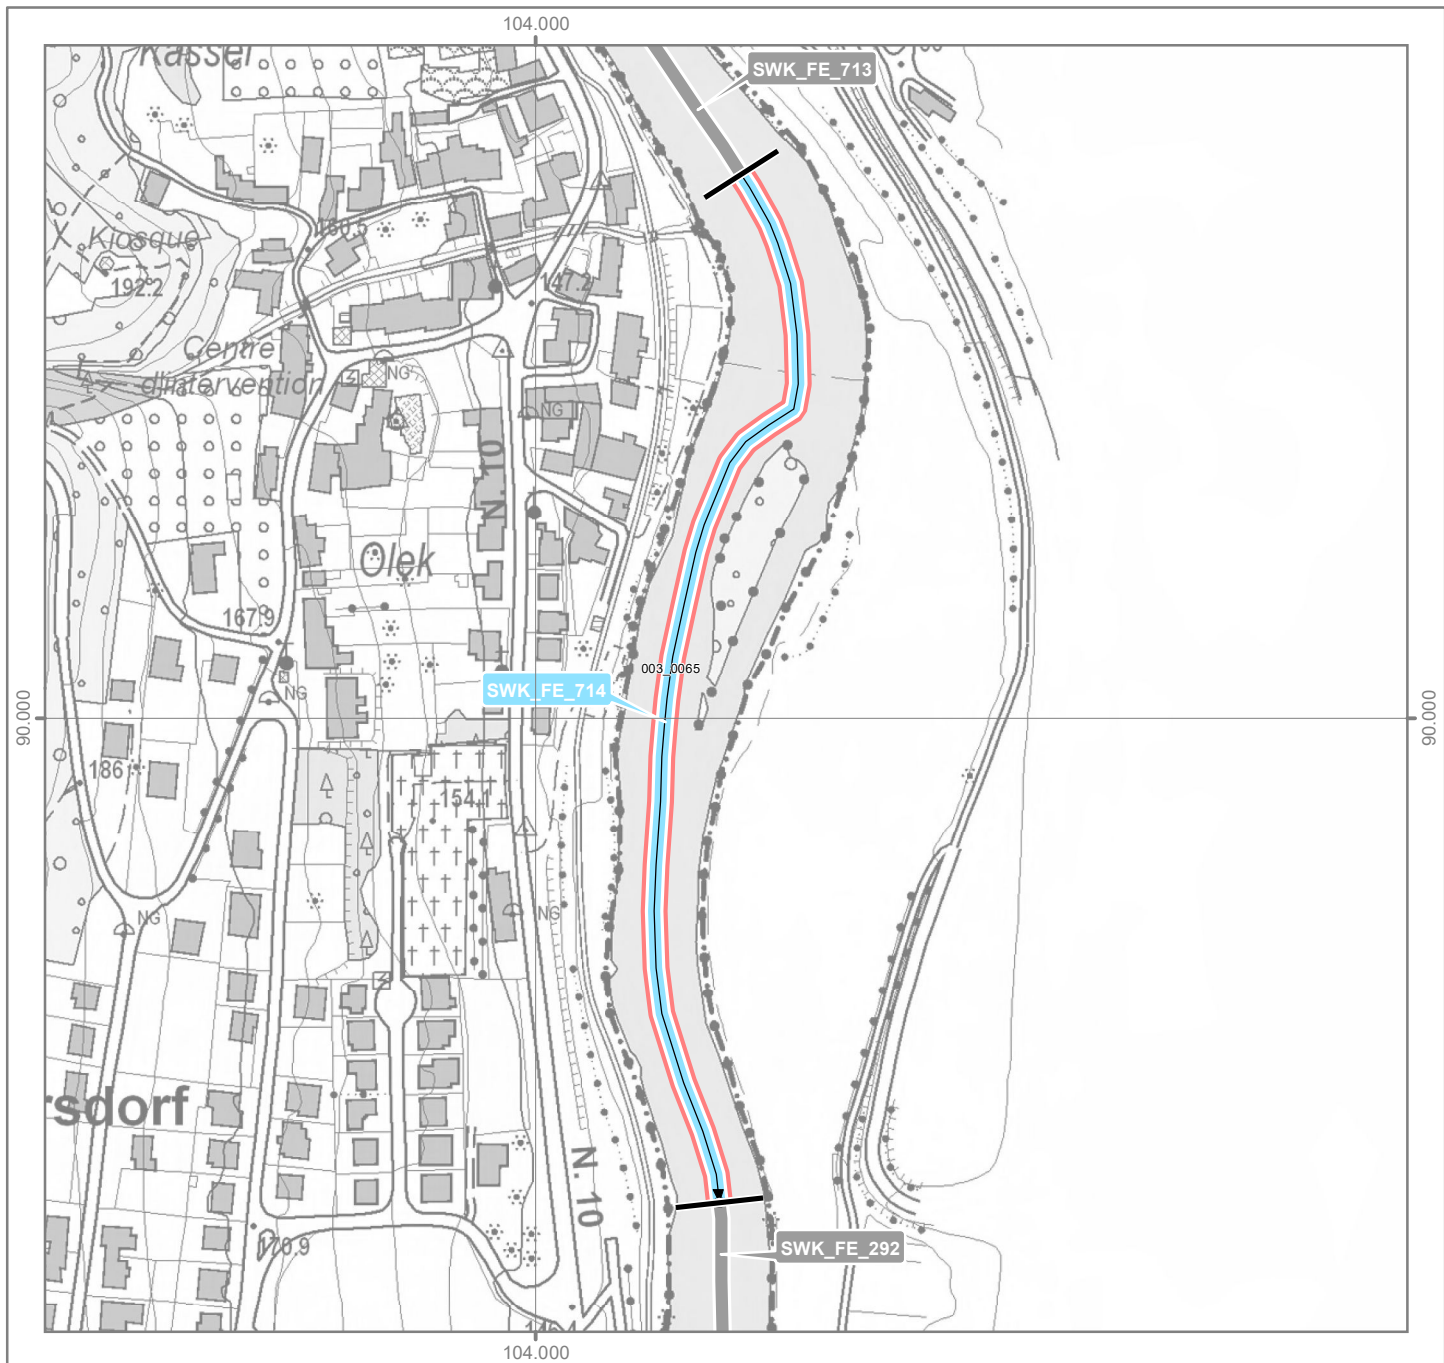 104.000
Kassel
SWK_FE_713
160.5
Kiosque
192.2
147.2
Centre
d'intervention
NG
NG
N. 10
Olek
167.9
003_0065
SWK_FE_714
NG
90.000
90.000
186
154.1
NG
NG
rsdorf
N. 10
170.9
SWK_FE_292
146.4
104.000